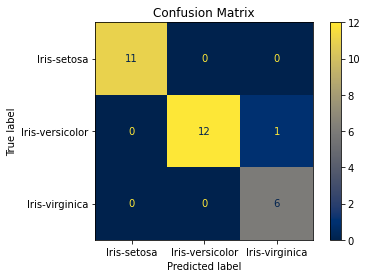 Confusion Matrix
True label
Iris-setosa 11 0 0
Iris-versicolor 0 12 1
Iris-virginica 0 0 6
Iris-setosa Iris-versicolor Iris-virginica
Predicted label
12
10
8
6
4
2
0